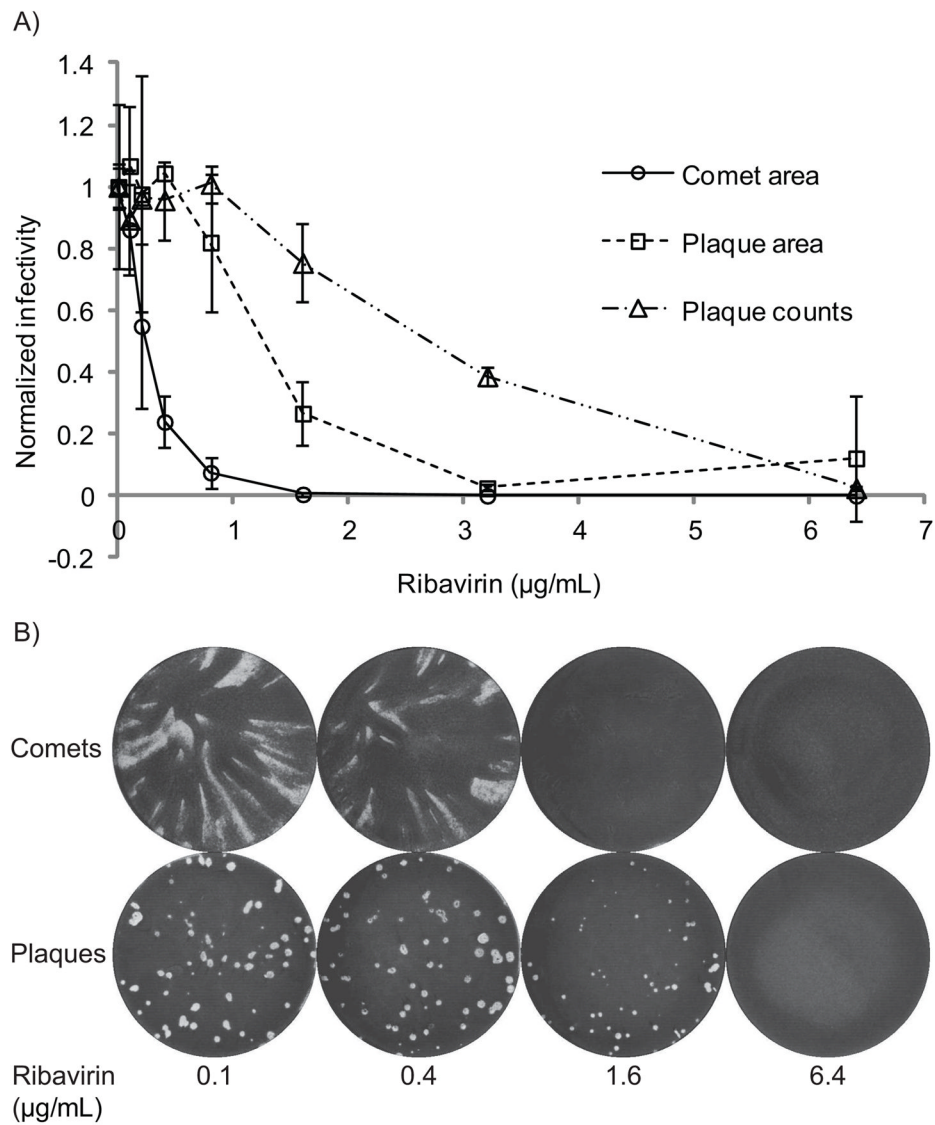 A)
1.4
1.2
1
0.8
0.6
0.4
0.2
0
-0.2
Normalized infectivity
Comet area
Plaque area
Plaque counts
0 1 2 3 4 5 6 7
Ribavirin (µg/mL)
B)
Comets
Plaques
Ribavirin 0.1 0.4 1.6 6.4
(µg/mL)